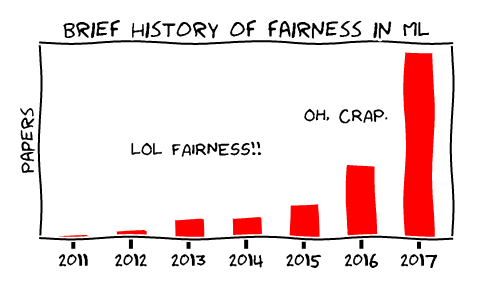 BRIEF HISTORY OF FAIRNESS IN ML
PAPERS
OH, CRAP.
LOL FAIRNESS!!
2011 2012 2013 2014 2015 2016 2017